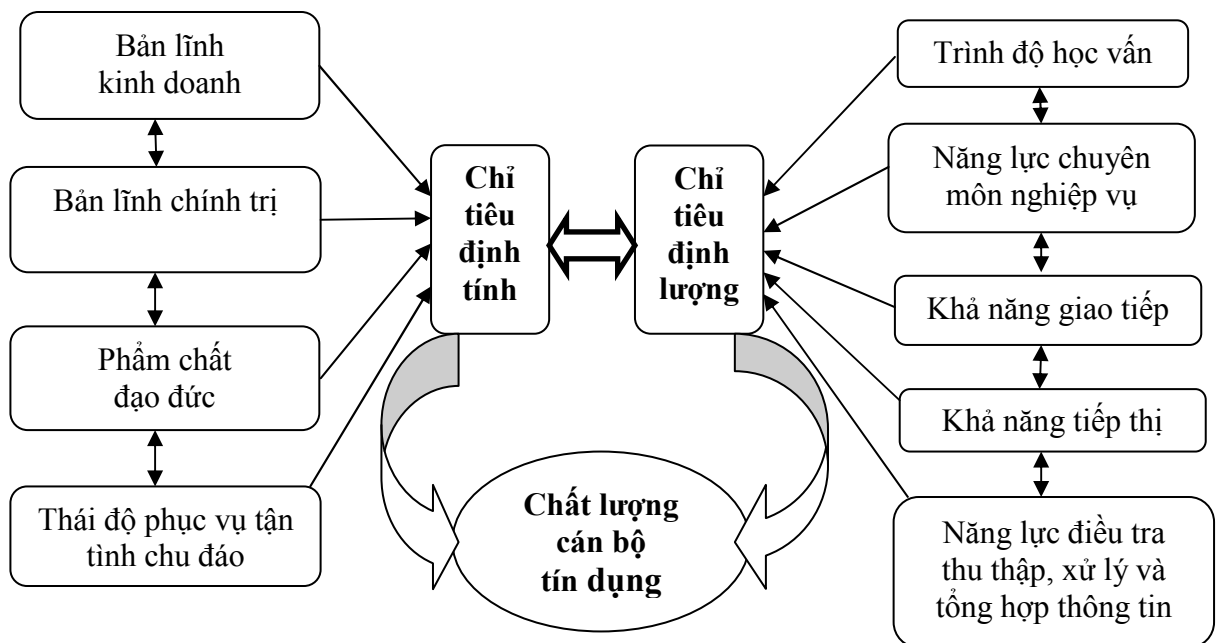 Bản lĩnh
kinh doanh
Bản lĩnh chính trị
Phẩm chất
đạo đức
Thái độ phục vụ tận
tình chu đáo
Chỉ
tiêu
định
tính
Chỉ
tiêu
định
lượng
Chất lượng
cán bộ
tín dụng
Trình độ học vấn
Năng lực chuyên
môn nghiệp vụ
Khả năng giao tiếp
Khả năng tiếp thị
Năng lực điều tra
thu thập, xử lý và
tổng hợp thông tin